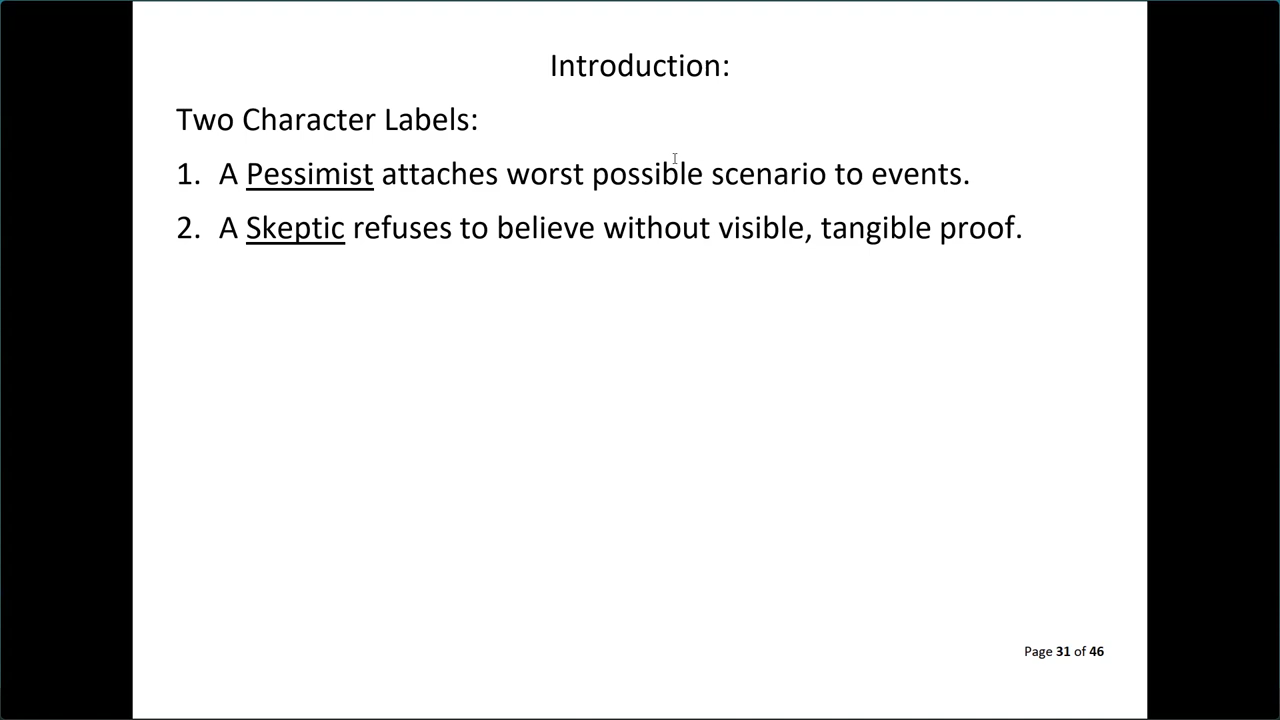 Introduction:
Two Character Labels:
1. A Pessimist attaches worst possible scenario to events.
2. A Skeptic refuses to believe without visible, tangible proof.
Page 31 of 46